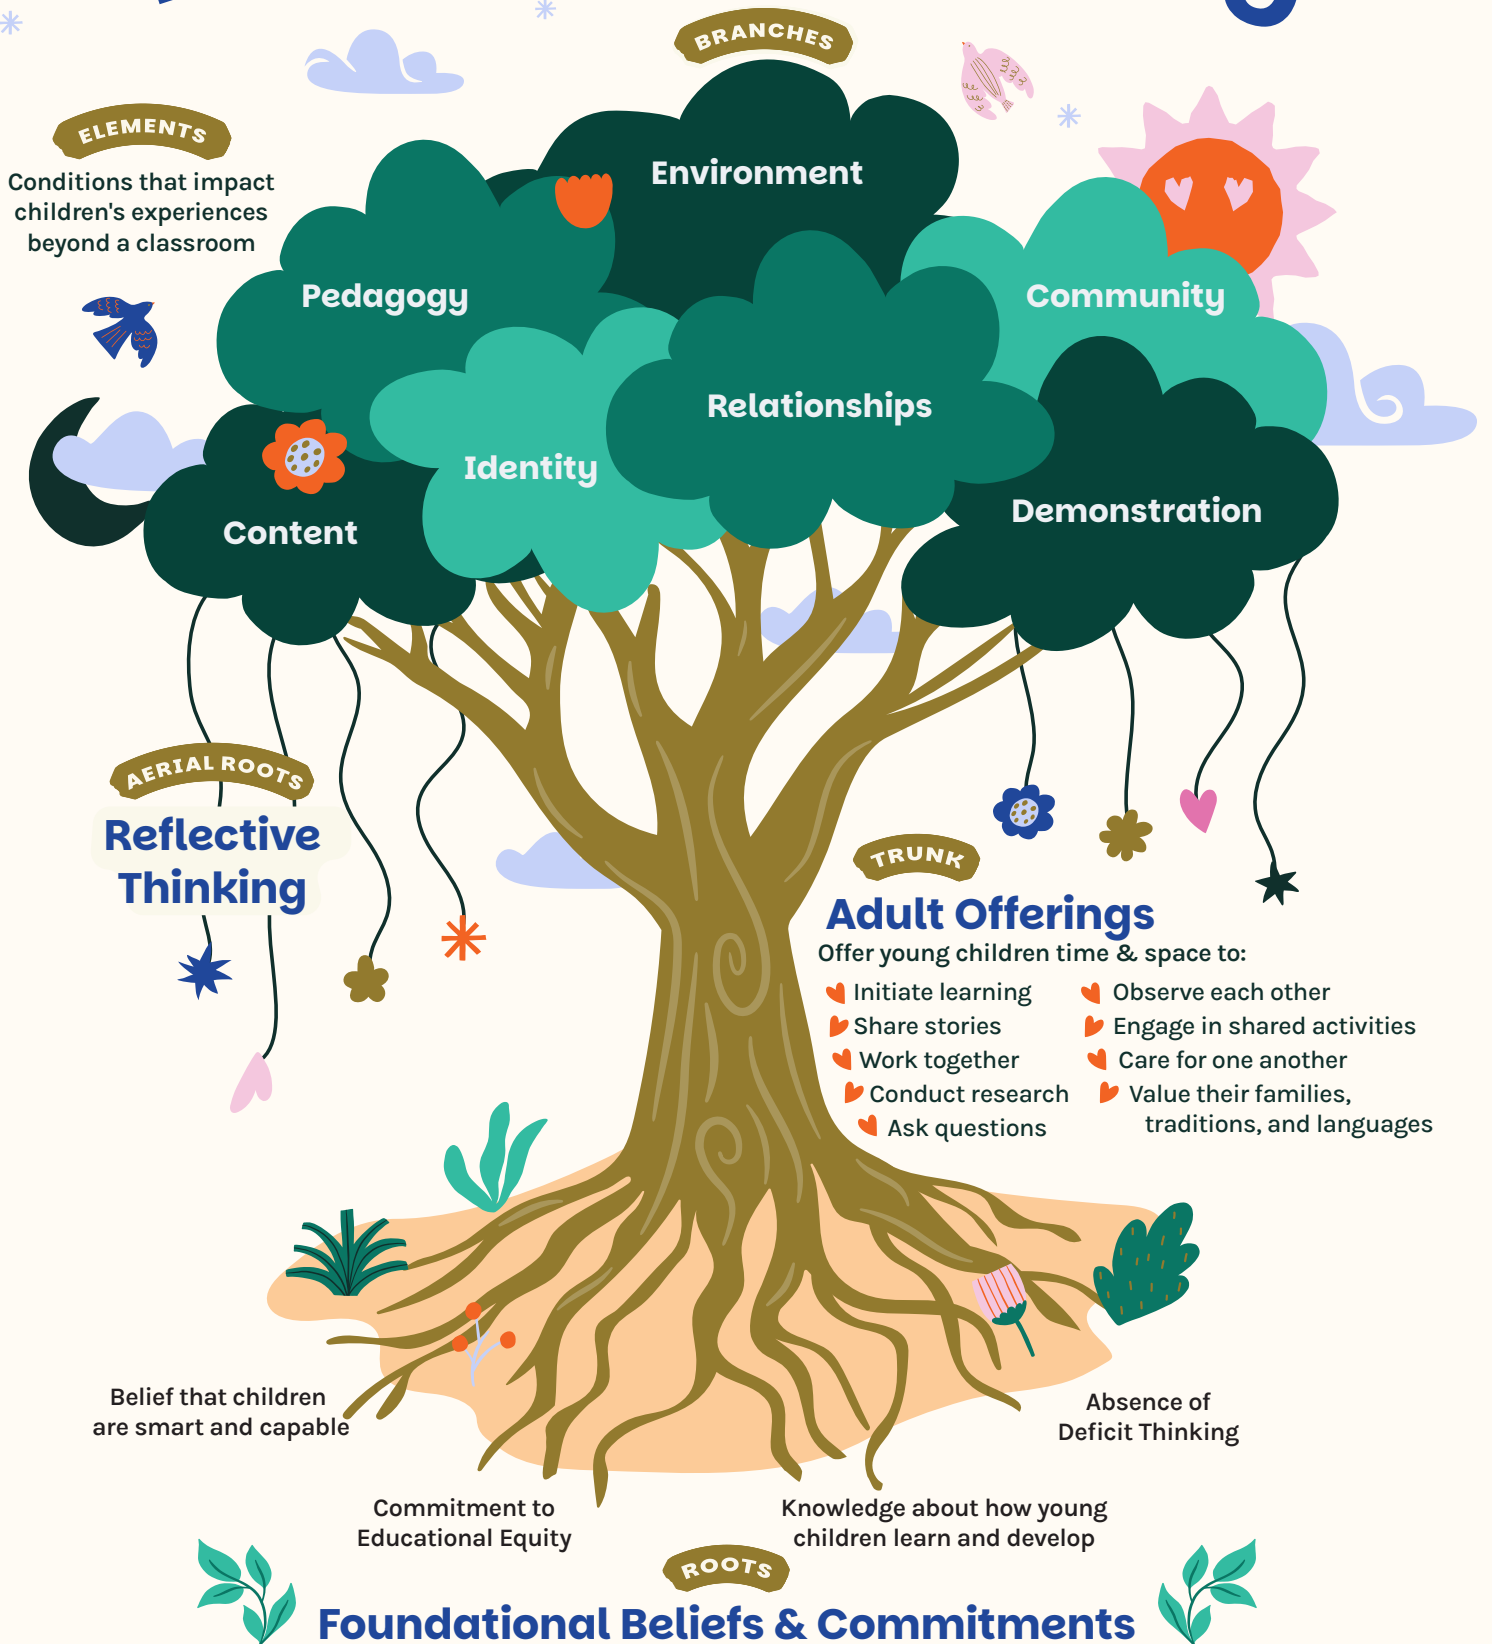 BRANCHES
ELEMENTS
Conditions that impact
children's experiences
beyond a classroom
Environment
Pedagogy
Community
Relationships
Identity
Content
Demonstration
AERIAL ROOTS
Reflective
Thinking
TRUNK
Adult Offerings
Offer young children time & space to:
Initiate learning
Share stories
Work together
Conduct research
Ask questions
Observe each other
Engage in shared activities
Care for one another
Value their families,
traditions, and languages
Belief that children
are smart and capable
Commitment to
Educational Equity
Knowledge about how young
children learn and develop
Absence of
Deficit Thinking
ROOTS
Foundational Beliefs & Commitments